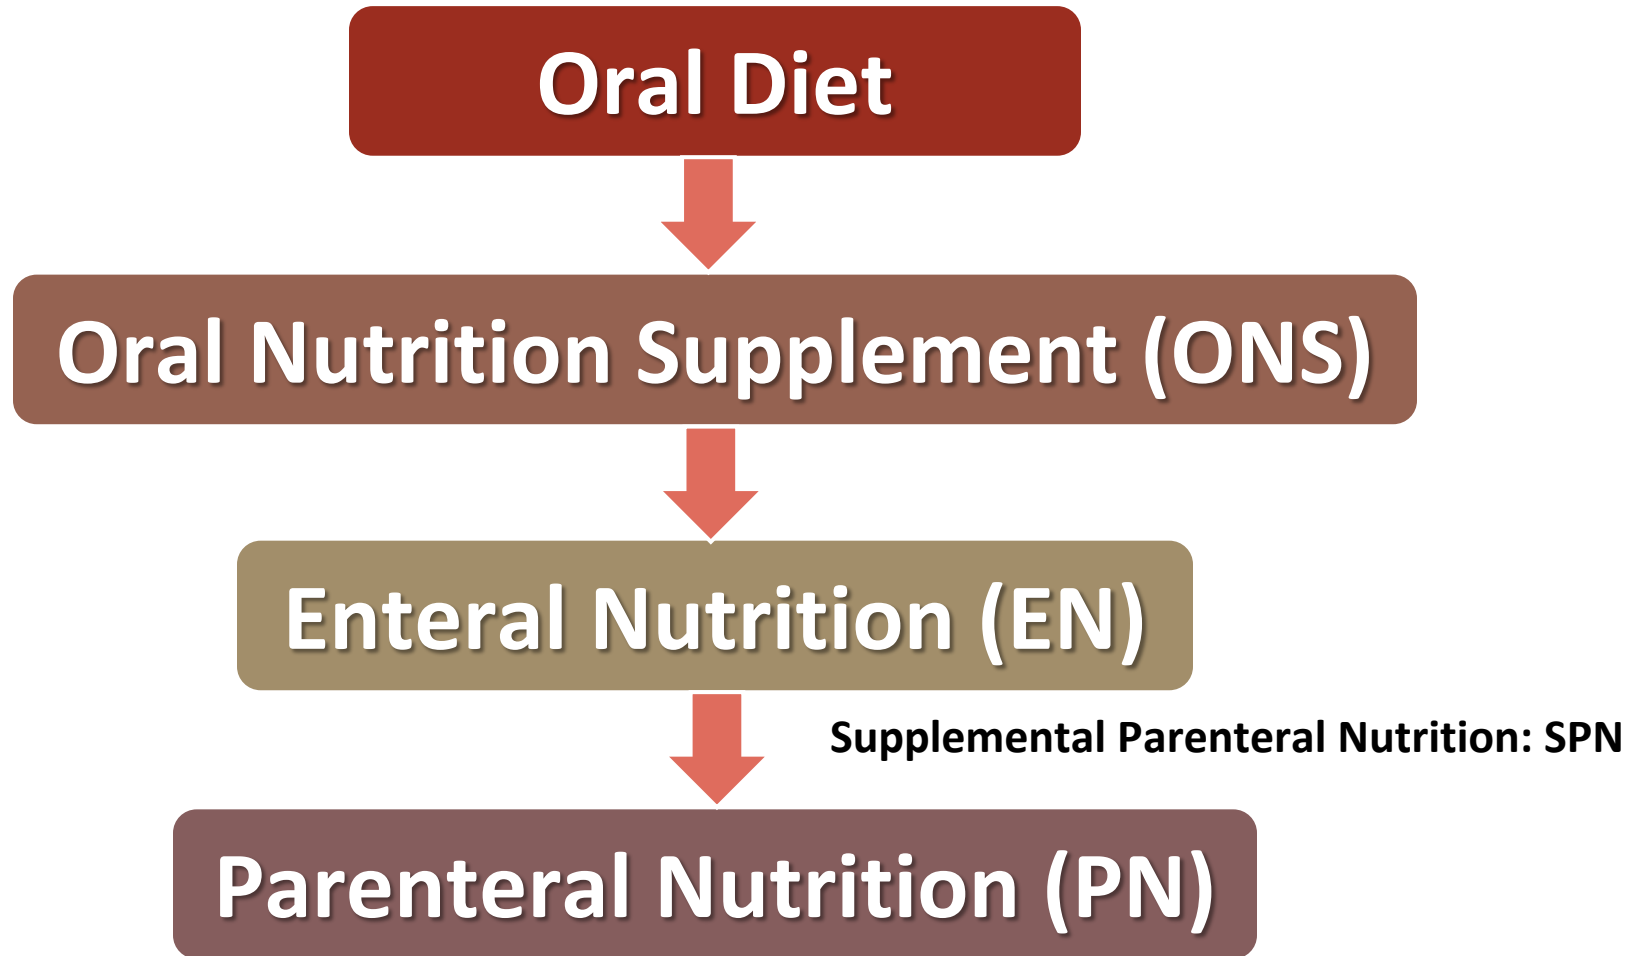 Oral Diet
Oral Nutrition Supplement (ONS)
Enteral Nutrition (EN)
Supplemental Parenteral Nutrition: SPN
Parenteral Nutrition (PN)